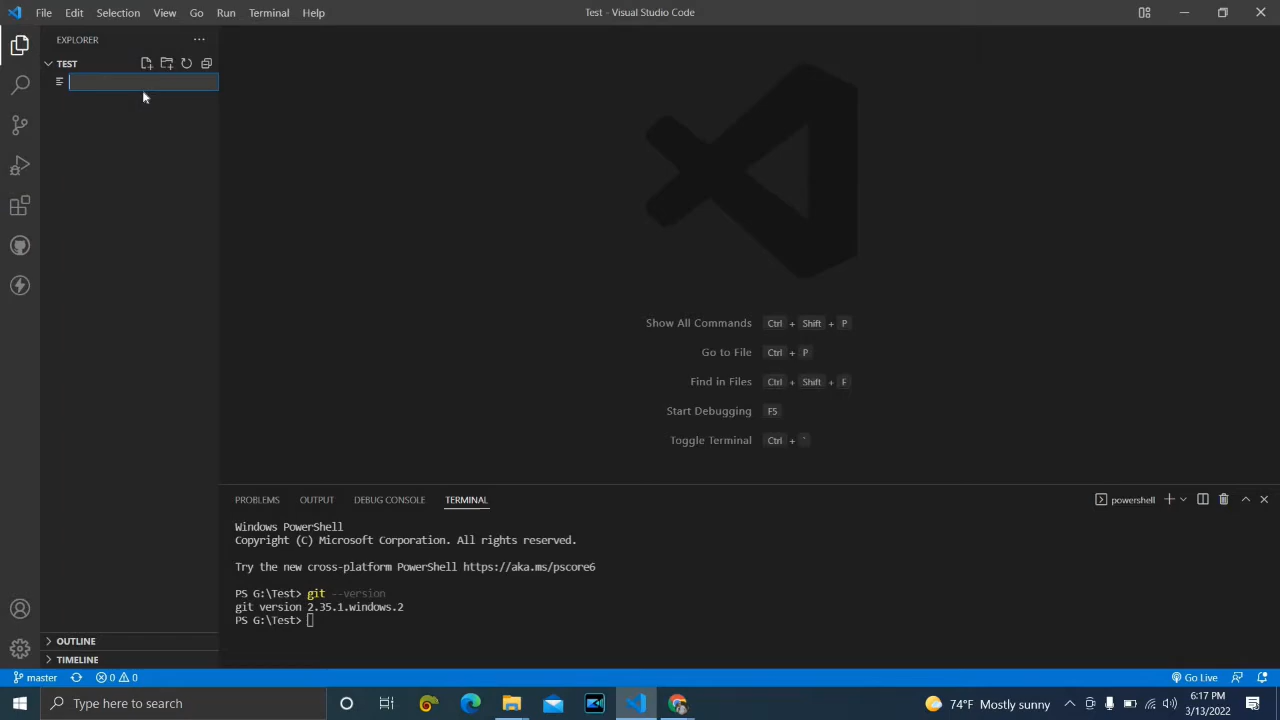 File Edit Selection View Go Run Terminal Help
Test - Visual Studio Code
EXPLORER
TEST
Show All Commands Ctrl + Shift + P
Go to File Ctrl + P
Find in Files Ctrl + Shift + F
Start Debugging F5
Toggle Terminal Ctrl + `
PROBLEMS OUTPUT DEBUG CONSOLE TERMINAL
powershell
Windows PowerShell
Copyright (C) Microsoft Corporation. All rights reserved.
Try the new cross-platform PowerShell https://aka.ms/pscore6
PS G:\Test> git --version
git version 2.35.1.windows.2
PS G:\Test>
OUTLINE
TIMELINE
master 0 0 Go Live
Type here to search
74°F Mostly sunny
6:17 PM
3/13/2022